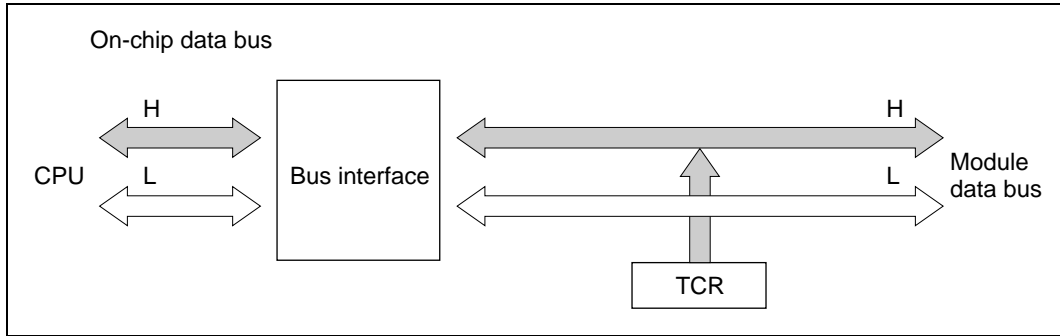 On-chip data bus
H
H
CPU
L
Bus interface
L
Module
data bus
TCR